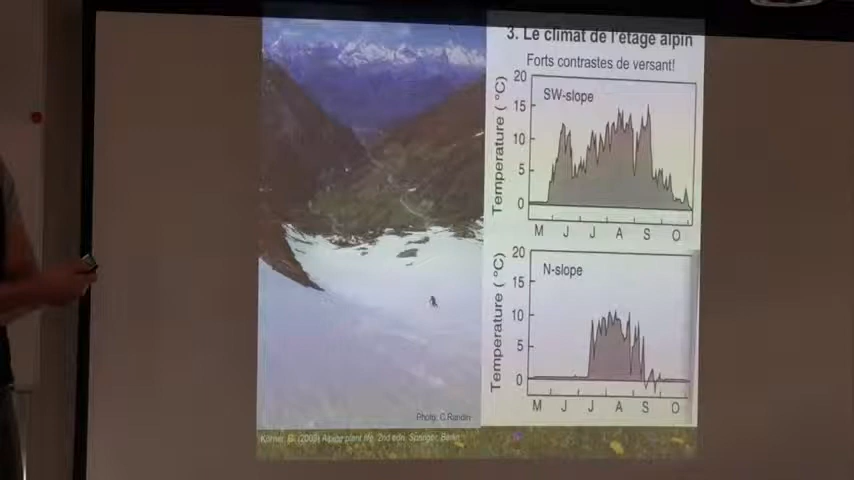 3. Le climat de l'étage alpin
Forts contrastes de versant!
Temperature (°C)
20
15
10
5
0
SW-slope
M J J A S O
Temperature (°C)
20
15
10
5
0
N-slope
M J J A S O
Photo: C.Randin
Körner, C. (2003) Alpine plant life, 2nd edn. Springer, Berlin